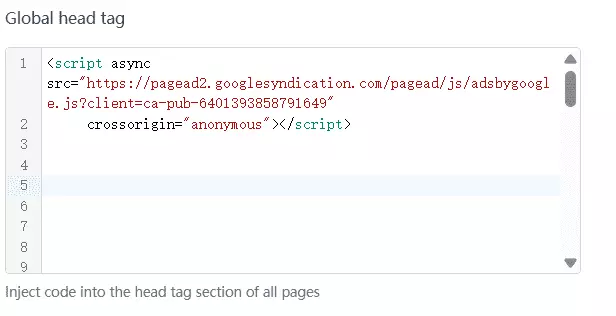 Global head tag
1 <script async
src="https://pagead2.googlesyndication.com/pagead/js/adsbygoogl
e.js?client=ca-pub-6401393858791649"
2     crossorigin="anonymous"></script>
3
4
5
6
7
8
9
Inject code into the head tag section of all pages